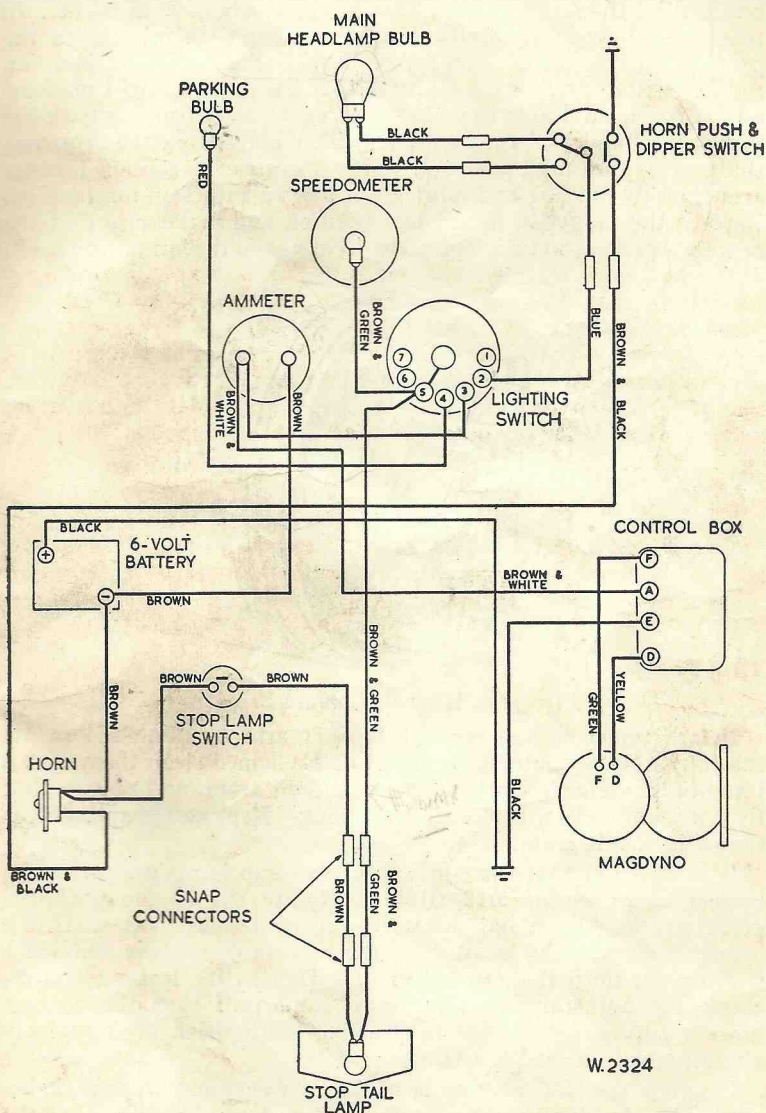 MAIN
HEADLAMP BULB
PARKING
BULB
BLACK
BLACK
HORN PUSH &
DIPPER SWITCH
RED
SPEEDOMETER
AMMETER
BROWN &
GREEN
BLUE
BROWN & BLACK
7
6
5
4
3
2
1
LIGHTING
SWITCH
BROWN &
WHITE
BROWN
BLACK
+
6-VOLT
BATTERY
-
BROWN
CONTROL BOX
F
A
E
D
BROWN &
WHITE
BROWN & GREEN
BROWN
BROWN
BROWN
STOP LAMP
SWITCH
GREEN
YELLOW
HORN
BLACK
F D
MAGDYNO
BROWN &
BLACK
SNAP
CONNECTORS
BROWN
BROWN &
GREEN
STOP TAIL
LAMP
W.2324